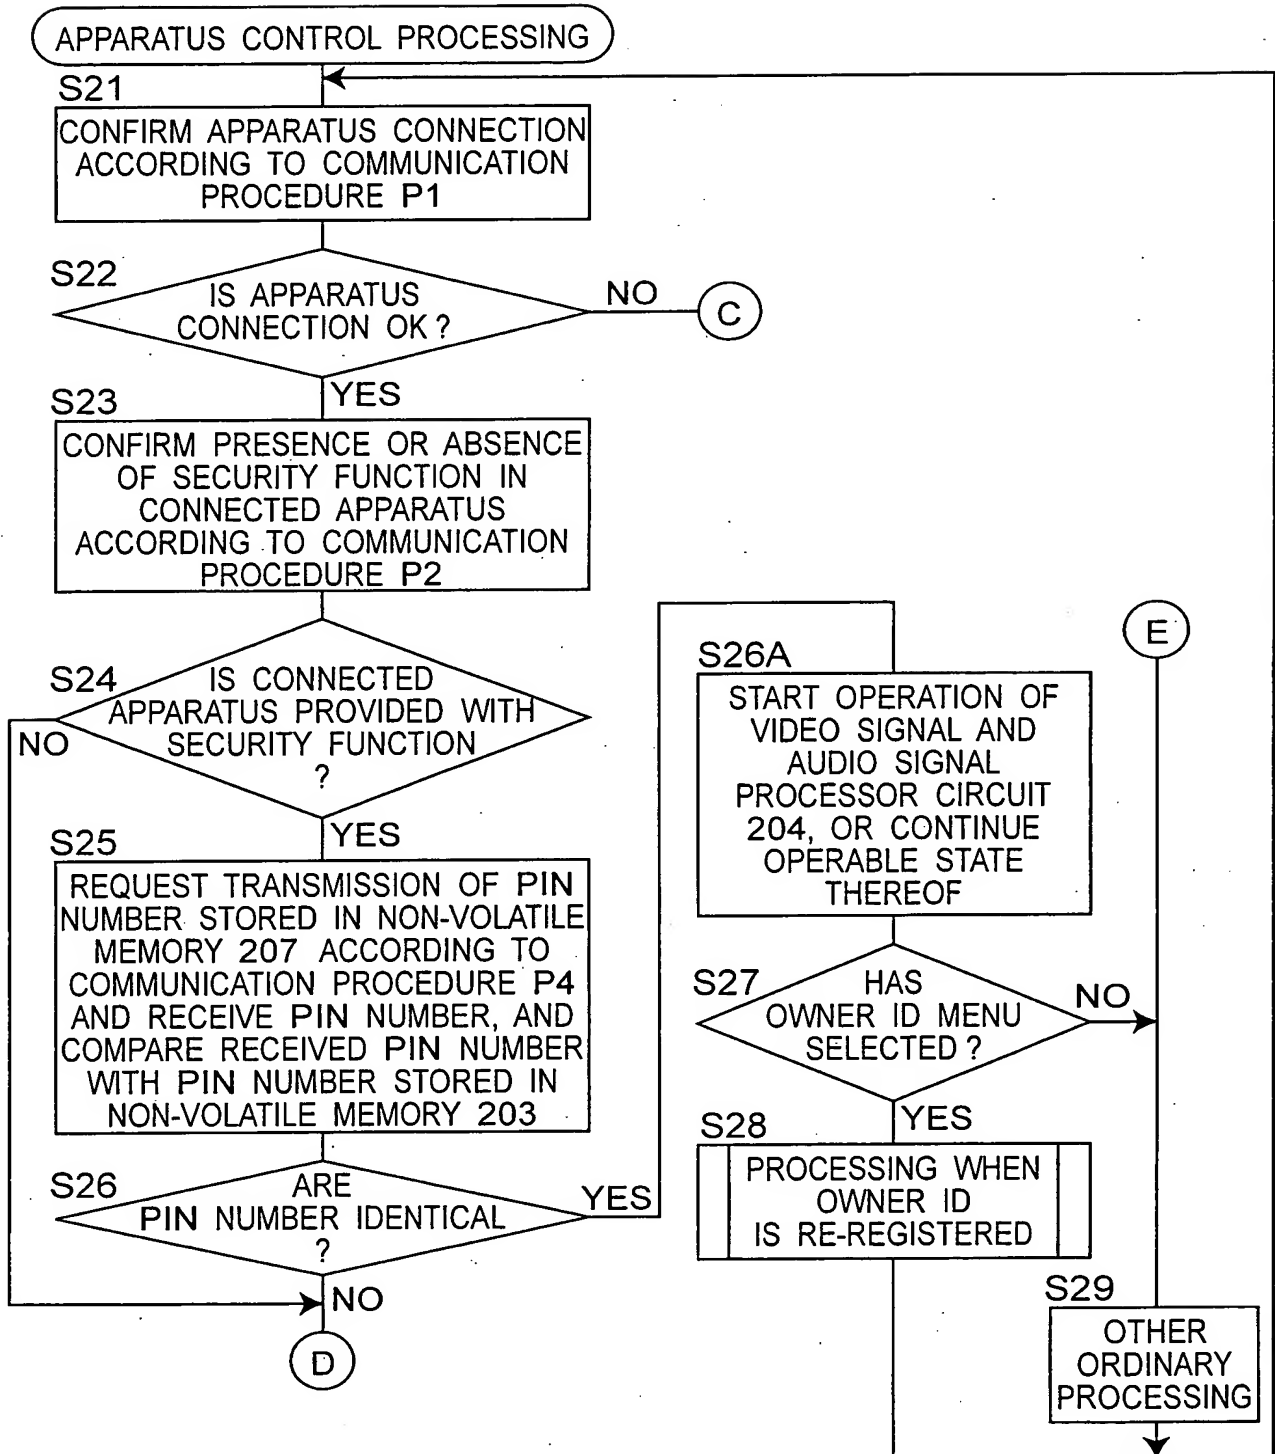 APPARATUS CONTROL PROCESSING
S21
CONFIRM APPARATUS CONNECTION
ACCORDING TO COMMUNICATION
PROCEDURE P1
S22
IS APPARATUS
CONNECTION OK?
NO
C
YES
S23
CONFIRM PRESENCE OR ABSENCE
OF SECURITY FUNCTION IN
CONNECTED APPARATUS
ACCORDING TO COMMUNICATION
PROCEDURE P2
S24
IS CONNECTED
APPARATUS PROVIDED WITH
SECURITY FUNCTION
?
NO
YES
S25
REQUEST TRANSMISSION OF PIN
NUMBER STORED IN NON-VOLATILE
MEMORY 207 ACCORDING TO
COMMUNICATION PROCEDURE P4
AND RECEIVE PIN NUMBER, AND
COMPARE RECEIVED PIN NUMBER
WITH PIN NUMBER STORED IN
NON-VOLATILE MEMORY 203
S26
ARE
PIN NUMBER IDENTICAL
?
YES
NO
D
S26A
START OPERATION OF
VIDEO SIGNAL AND
AUDIO SIGNAL
PROCESSOR CIRCUIT
204, OR CONTINUE
OPERABLE STATE
THEREOF
S27
HAS
OWNER ID MENU
SELECTED?
NO
YES
S28
PROCESSING WHEN
OWNER ID
IS RE-REGISTERED
E
S29
OTHER
ORDINARY
PROCESSING